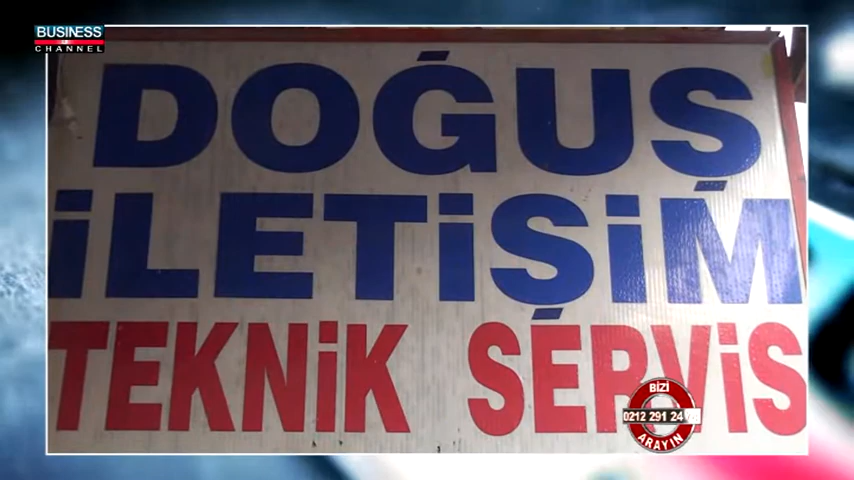 BUSINESS
CHANNEL
DOĞUŞ
İLETİŞİM
TEKNİK SERVİS
BİZİ
0212 291 24
ARAYIN